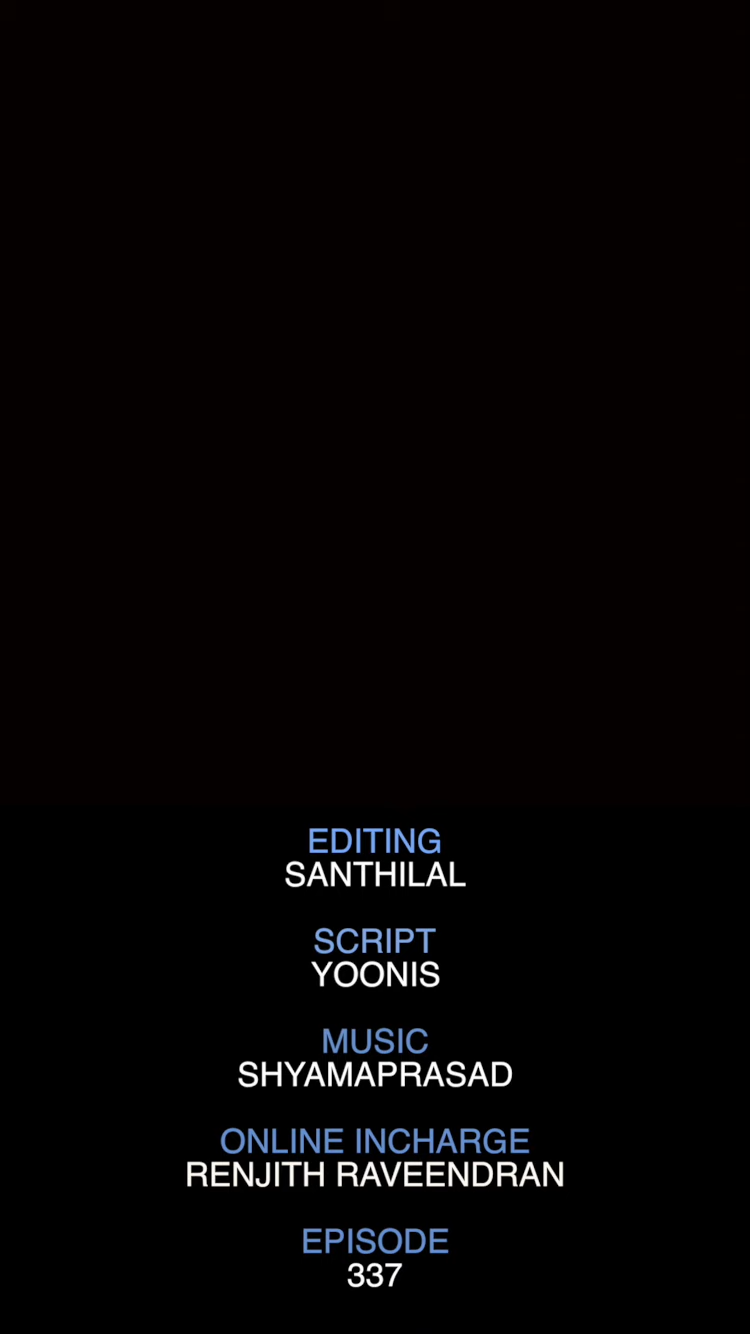 EDITING
SANTHILAL
SCRIPT
YOONIS
MUSIC
SHYAMAPRASAD
ONLINE INCHARGE
RENJITH RAVEENDRAN
EPISODE
337